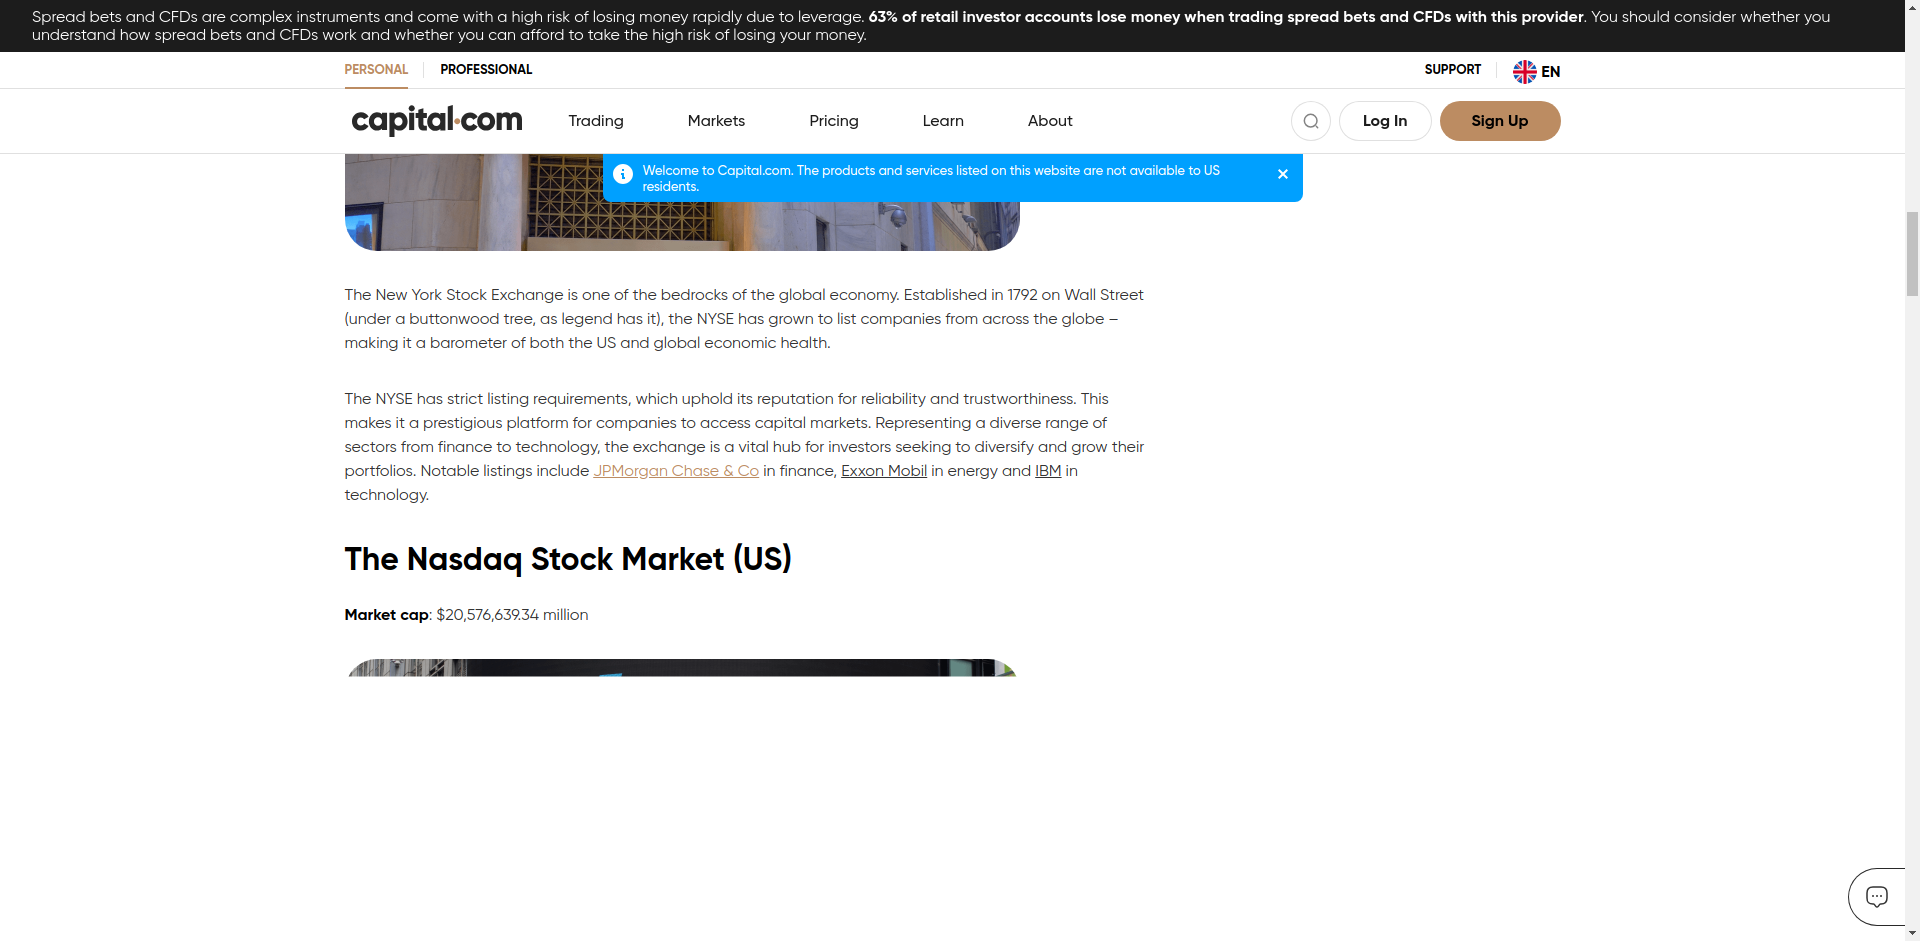 Spread bets and CFDs are complex instruments and come with a high risk of losing money rapidly due to leverage. 63% of retail investor accounts lose money when trading spread bets and CFDs with this provider. You should consider whether you
understand how spread bets and CFDs work and whether you can afford to take the high risk of losing your money.
PERSONAL PROFESSIONAL SUPPORT EN
capital.com Trading Markets Pricing Learn About Log In Sign Up
Welcome to Capital.com. The products and services listed on this website are not available to US
residents.
The New York Stock Exchange is one of the bedrocks of the global economy. Established in 1792 on Wall Street
(under a buttonwood tree, as legend has it), the NYSE has grown to list companies from across the globe –
making it a barometer of both the US and global economic health.
The NYSE has strict listing requirements, which uphold its reputation for reliability and trustworthiness. This
makes it a prestigious platform for companies to access capital markets. Representing a diverse range of
sectors from finance to technology, the exchange is a vital hub for investors seeking to diversify and grow their
portfolios. Notable listings include JPMorgan Chase & Co in finance, Exxon Mobil in energy and IBM in
technology.
The Nasdaq Stock Market (US)
Market cap: $20,576,639.34 million